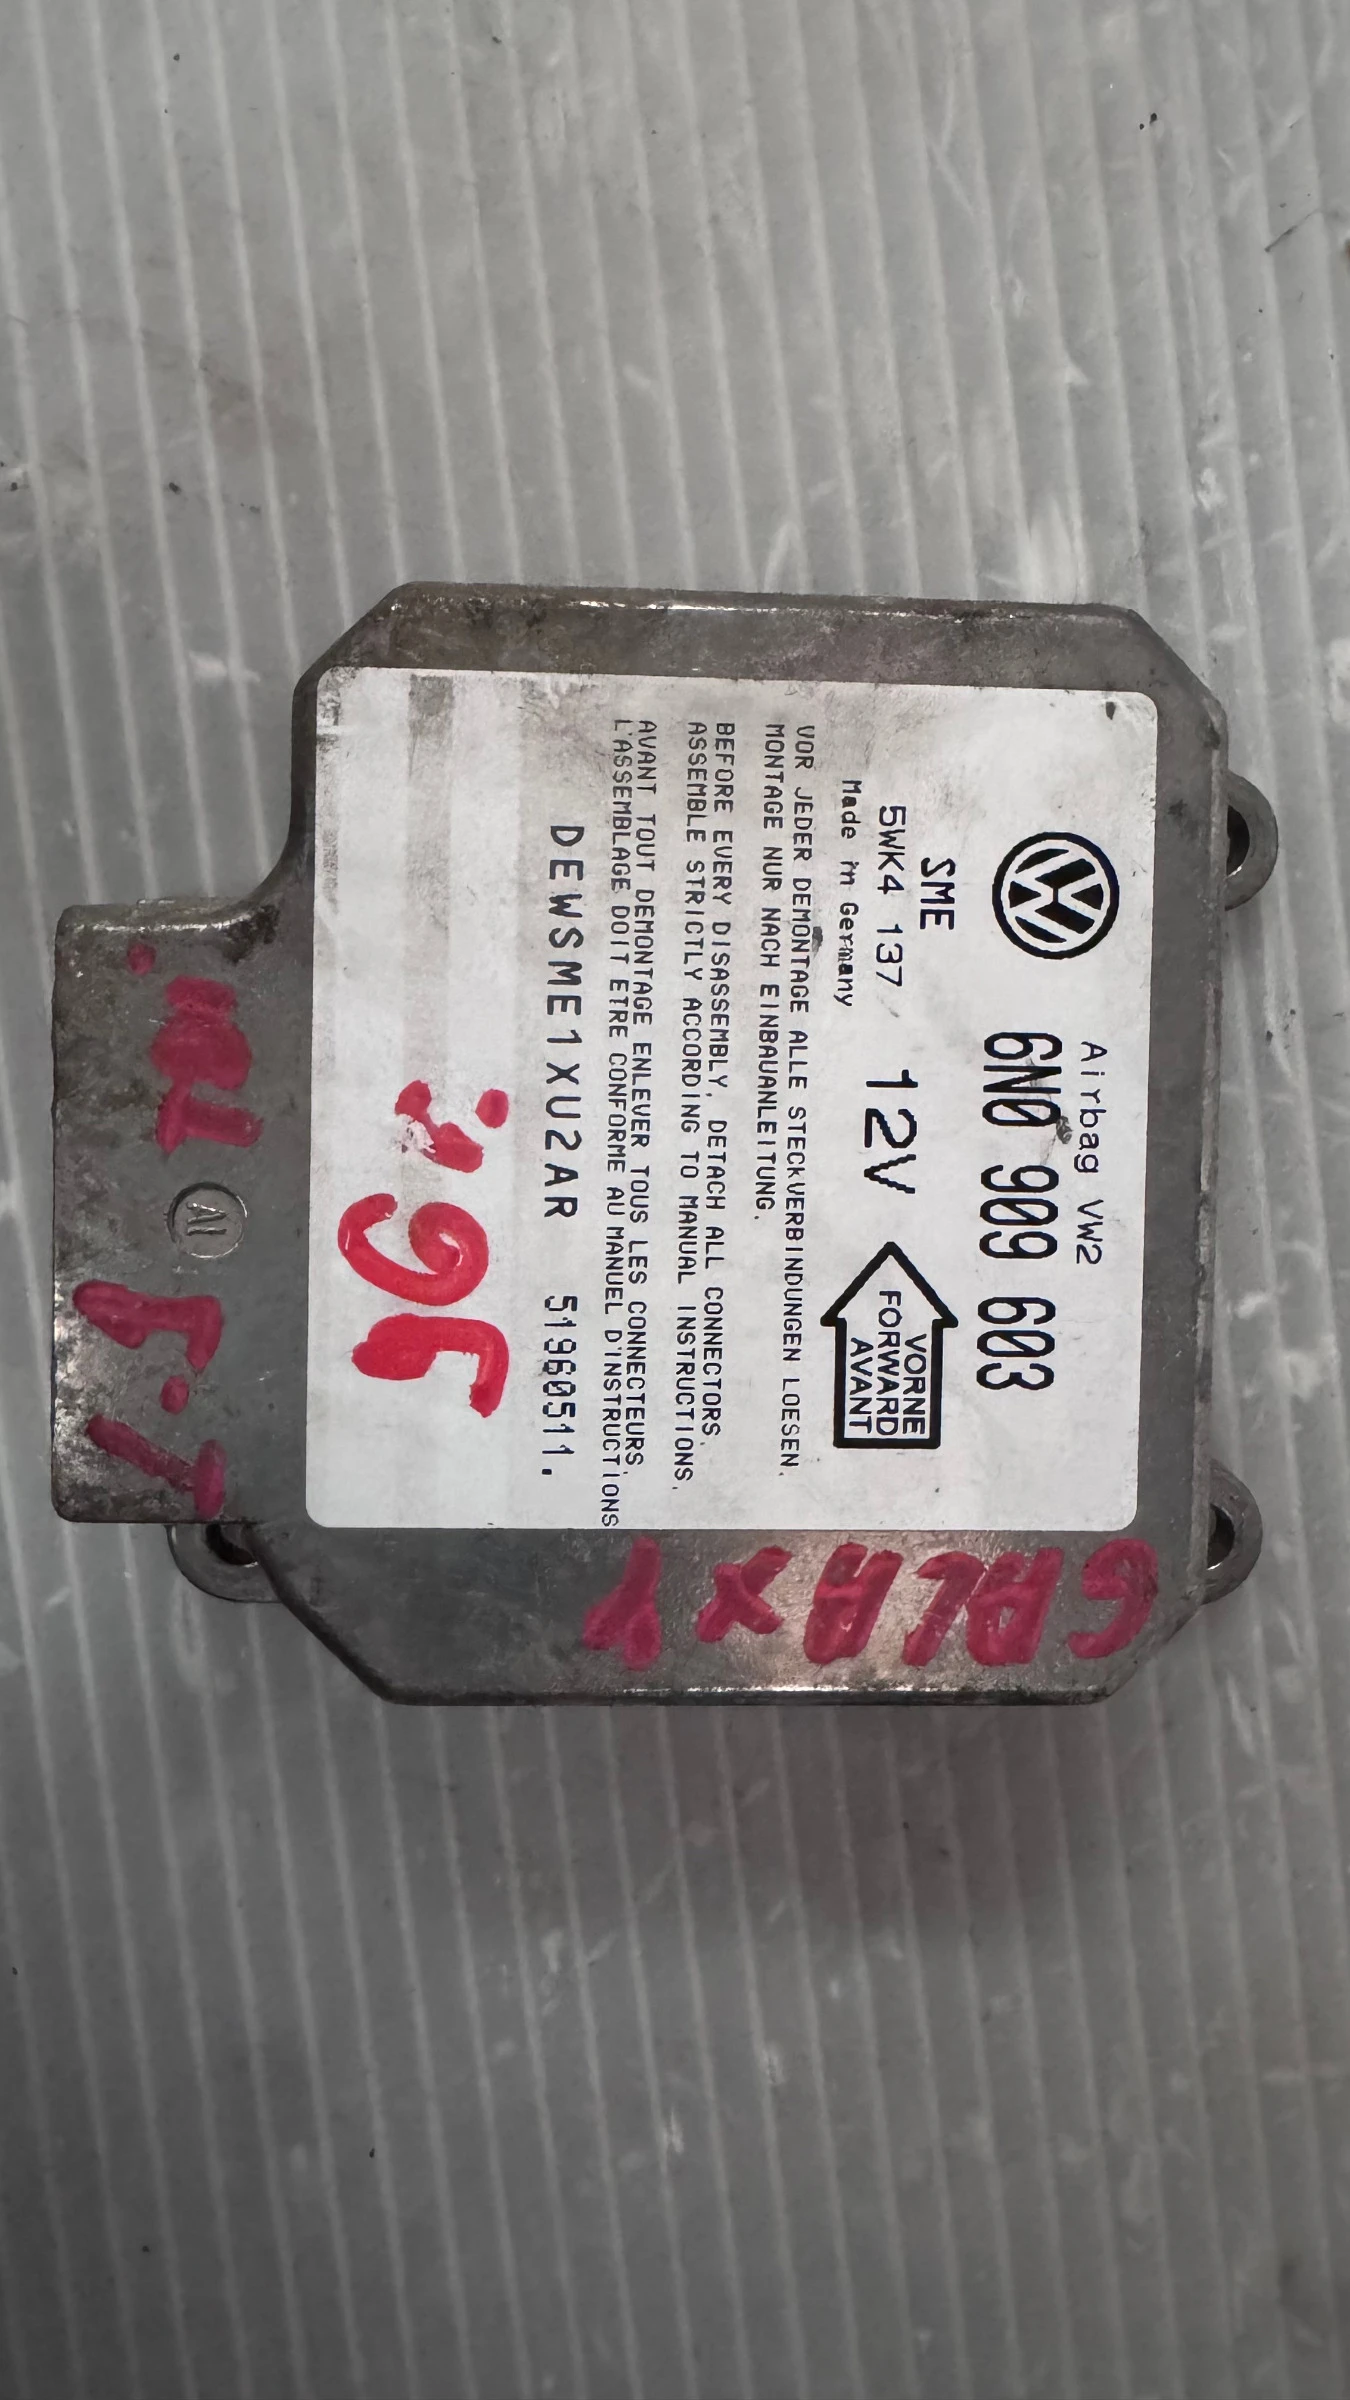 Airbag VW2
6N0 909 603
SME
5WK4 137
12V
Made in Germany
VORNE
FORWARD
AVANT
VOR JEDER DEMONTAGE ALLE STECKVERBINDUNGEN LOESEN.
MONTAGE NUR NACH EINBAUANLEITUNG.
BEFORE EVERY DISASSEMBLY, DETACH ALL CONNECTORS.
ASSEMBLE STRICTLY ACCORDING TO MANUAL INSTRUCTIONS.
AVANT TOUT DEMONTAGE ENLEVER TOUS LES CONNECTEURS.
L'ASSEMBLAGE DOIT ETRE CONFORME AU MANUEL D'INSTRUCTIONS
DEWSME1XU2AR 51960511.
GALAXY
AI